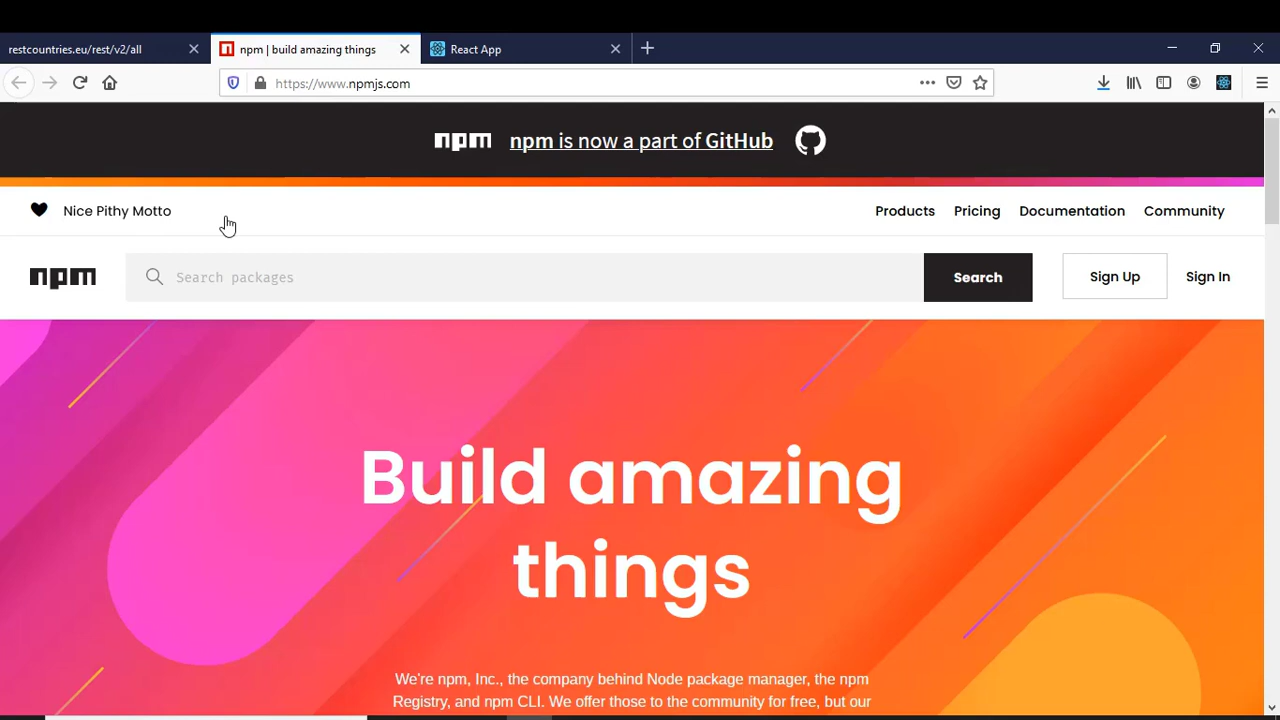 restcountries.eu/rest/v2/all
npm | build amazing things
React App
https://www.npmjs.com
npm npm is now a part of GitHub
Nice Pithy Motto
Products Pricing Documentation Community
npm Search packages Search Sign Up Sign In
Build amazing
things
We're npm, Inc., the company behind Node package manager, the npm
Registry, and npm CLI. We offer those to the community for free, but our